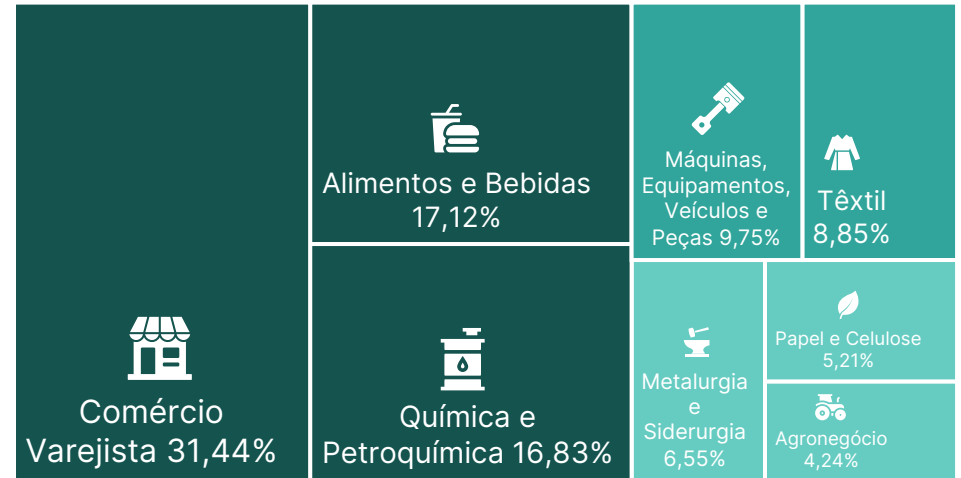 Comércio
Varejista 31,44%
Alimentos e Bebidas
17,12%
Química e
Petroquímica 16,83%
Máquinas,
Equipamentos,
Veículos e
Peças 9,75%
Têxtil
8,85%
Metalurgia
e
Siderurgia
6,55%
Papel e Celulose
5,21%
Agronegócio
4,24%